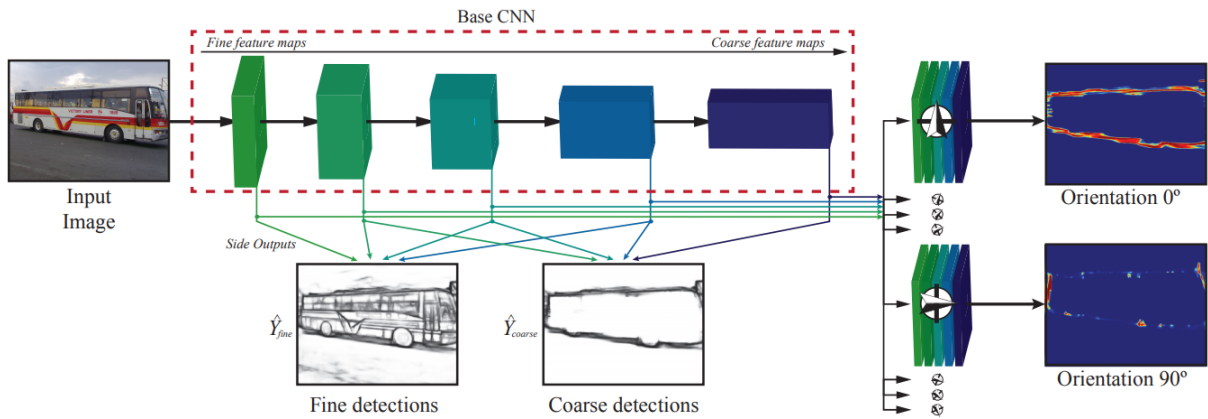 Base CNN
Fine feature maps
Coarse feature maps
Input
Image
Side Outputs
Ŷfine
Fine detections
Ŷcoarse
Coarse detections
Orientation 0º
Orientation 90º